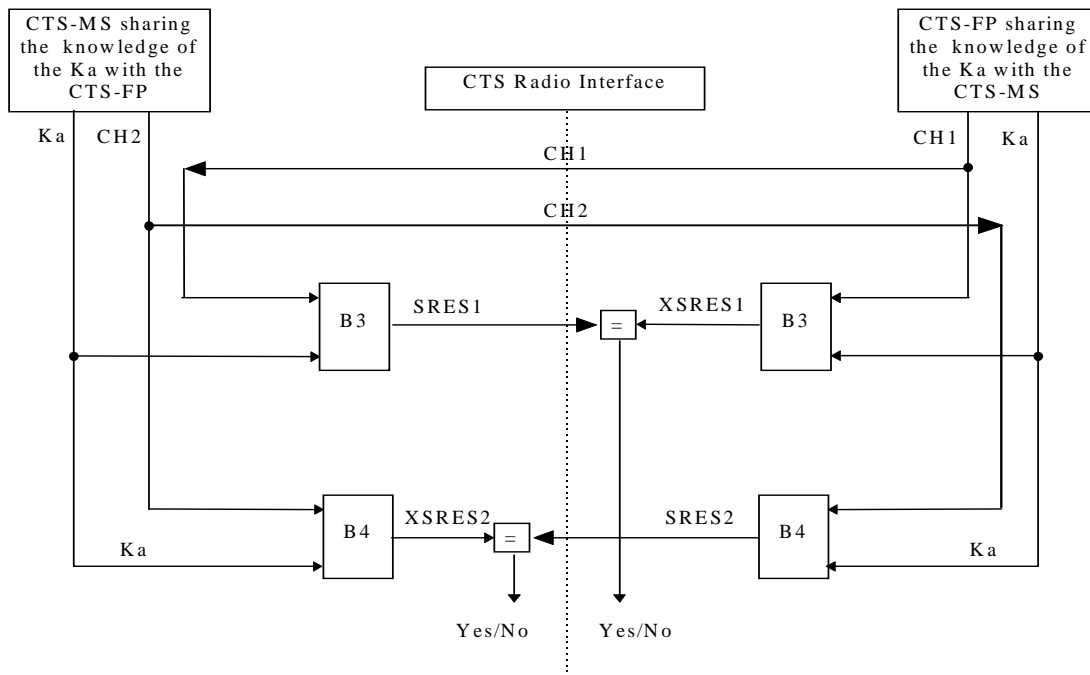 CTS-MS sharing
the knowledge of
the Ka with the
CTS-FP
CTS Radio Interface
CTS-FP sharing
the knowledge of
the Ka with the
CTS-MS
Ka
CH2
CH1
Ka
CH1
CH2
B3
SRES1
=
XSRES1
B3
B4
XSRES2
=
SRES2
B4
Ka
Ka
Yes/No
Yes/No